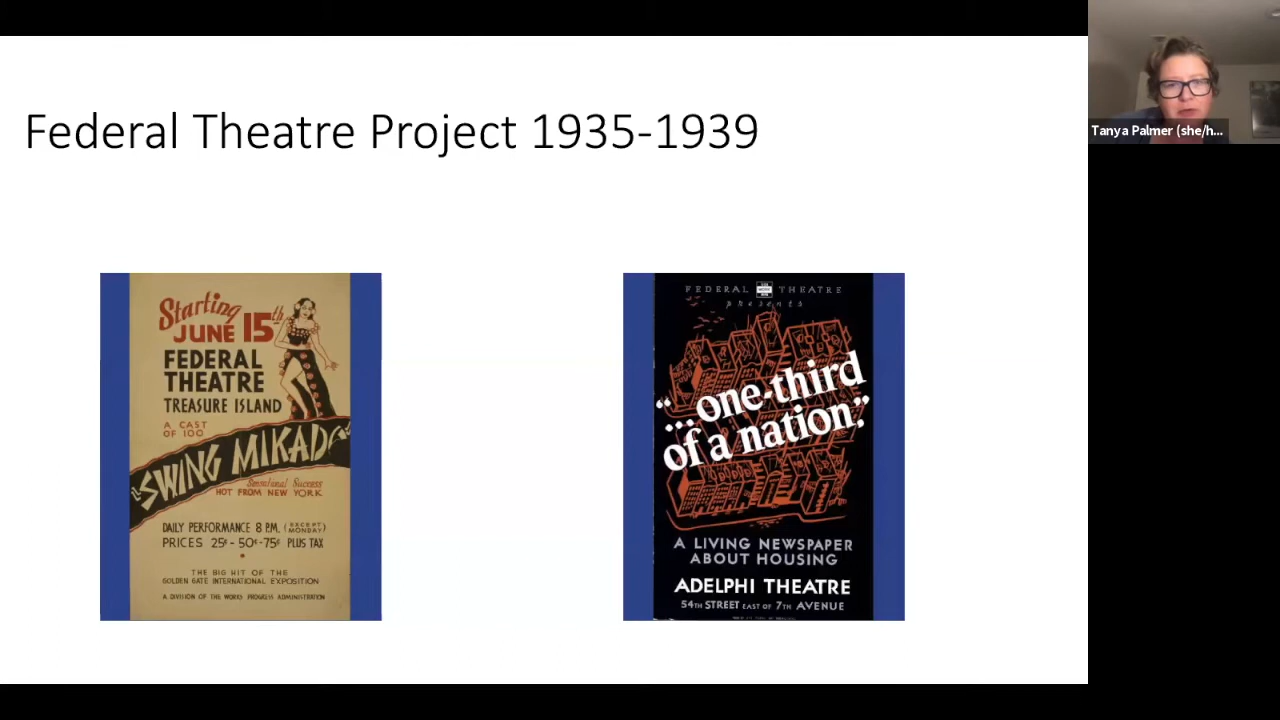 Federal Theatre Project 1935-1939
Tanya Palmer (she/h...
Starting
JUNE 15th
FEDERAL
THEATRE
TREASURE ISLAND
A CAST
OF 100
"SWING MIKADO"
Sensational Success
HOT FROM NEW YORK
DAILY PERFORMANCE 8 P.M. (EXCEPT MONDAY)
PRICES 25¢-50¢-75¢ PLUS TAX
THE BIG HIT OF THE
GOLDEN GATE INTERNATIONAL EXPOSITION
A DIVISION OF THE WORKS PROGRESS ADMINISTRATION
FEDERAL THEATRE
presents
"...one-third
of a nation"
A LIVING NEWSPAPER
ABOUT HOUSING
ADELPHI THEATRE
54TH STREET EAST OF 7TH AVENUE